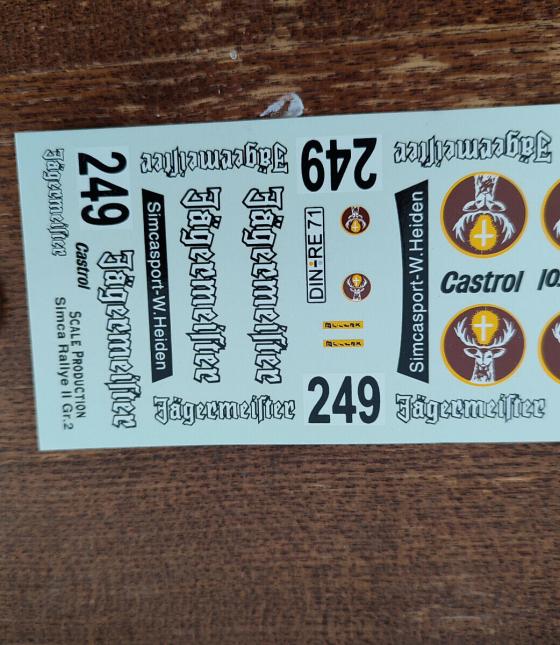 Jägermeister
249
Castrol
SCALE PRODUCTION
Simca Rallye II Gr.2
Jägermeister
Jägermeister
Simcasport-W.Heiden
Jägermeister
Jägermeister
Jägermeister
249
DIN-RE 71
249
Jägermeister
Simcasport-W.Heiden
Castrol
Jägermeister